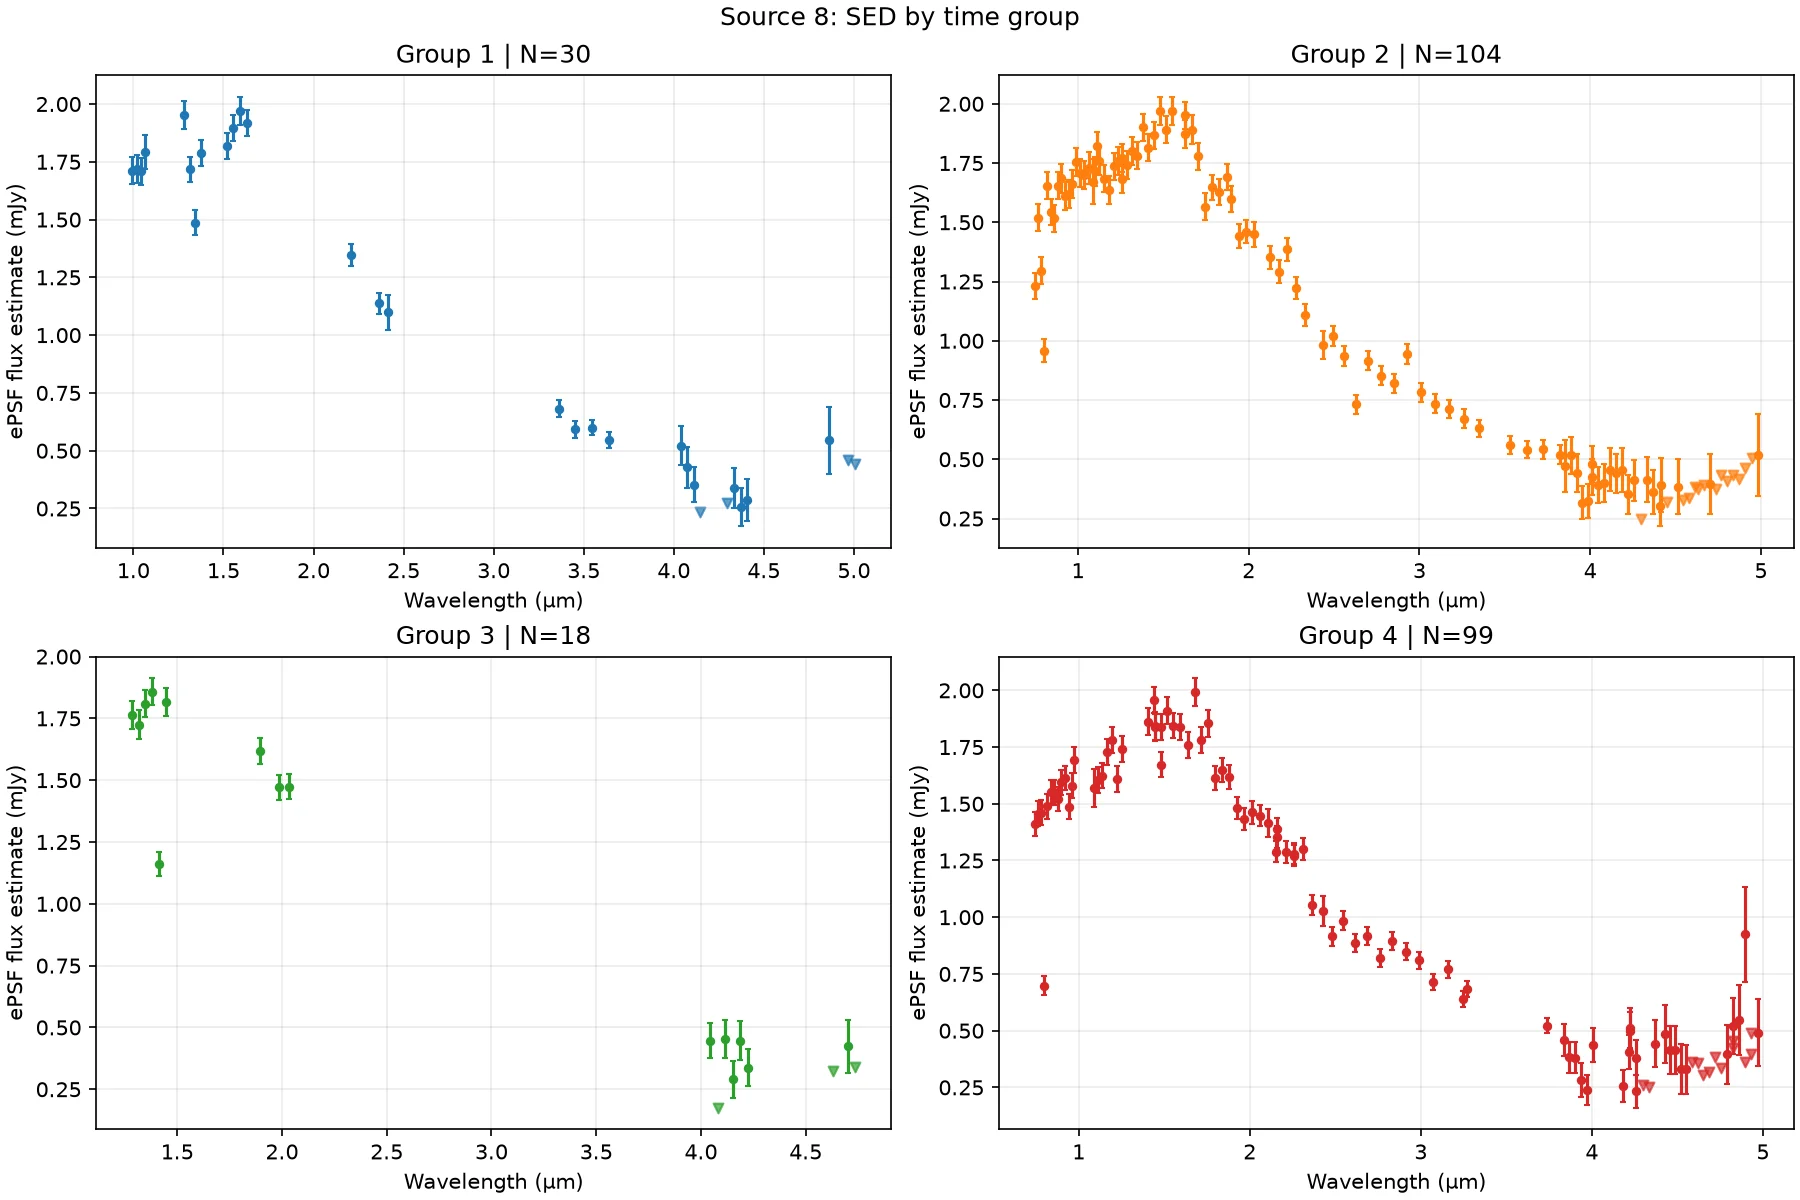 Source 8: SED by time group
Group 1 | N=30
ePSF flux estimate (mJy)
2.00
1.75
1.50
1.25
1.00
0.75
0.50
0.25
1.0 1.5 2.0 2.5 3.0 3.5 4.0 4.5 5.0
Wavelength (μm)
Group 2 | N=104
ePSF flux estimate (mJy)
2.00
1.75
1.50
1.25
1.00
0.75
0.50
0.25
1 2 3 4 5
Wavelength (μm)
Group 3 | N=18
ePSF flux estimate (mJy)
2.00
1.75
1.50
1.25
1.00
0.75
0.50
0.25
1.5 2.0 2.5 3.0 3.5 4.0 4.5
Wavelength (μm)
Group 4 | N=99
ePSF flux estimate (mJy)
2.00
1.75
1.50
1.25
1.00
0.75
0.50
0.25
1 2 3 4 5
Wavelength (μm)